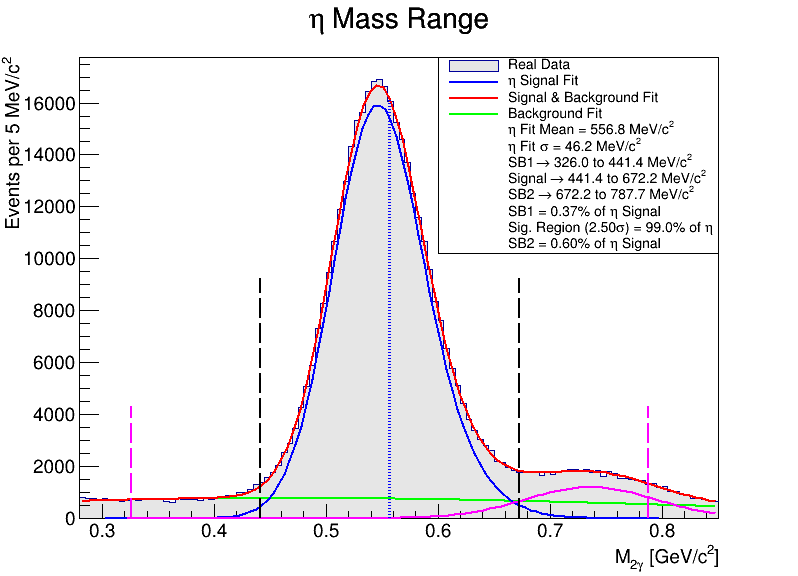 η Mass Range
Events per 5 MeV/c²
16000
14000
12000
10000
8000
6000
4000
2000
0
0.3 0.4 0.5 0.6 0.7 0.8
M₂γ [GeV/c²]
Real Data
η Signal Fit
Signal & Background Fit
Background Fit
η Fit Mean = 556.8 MeV/c²
η Fit σ = 46.2 MeV/c²
SB1 → 326.0 to 441.4 MeV/c²
Signal → 441.4 to 672.2 MeV/c²
SB2 → 672.2 to 787.7 MeV/c²
SB1 = 0.37% of η Signal
Sig. Region (2.50σ) = 99.0% of η
SB2 = 0.60% of η Signal